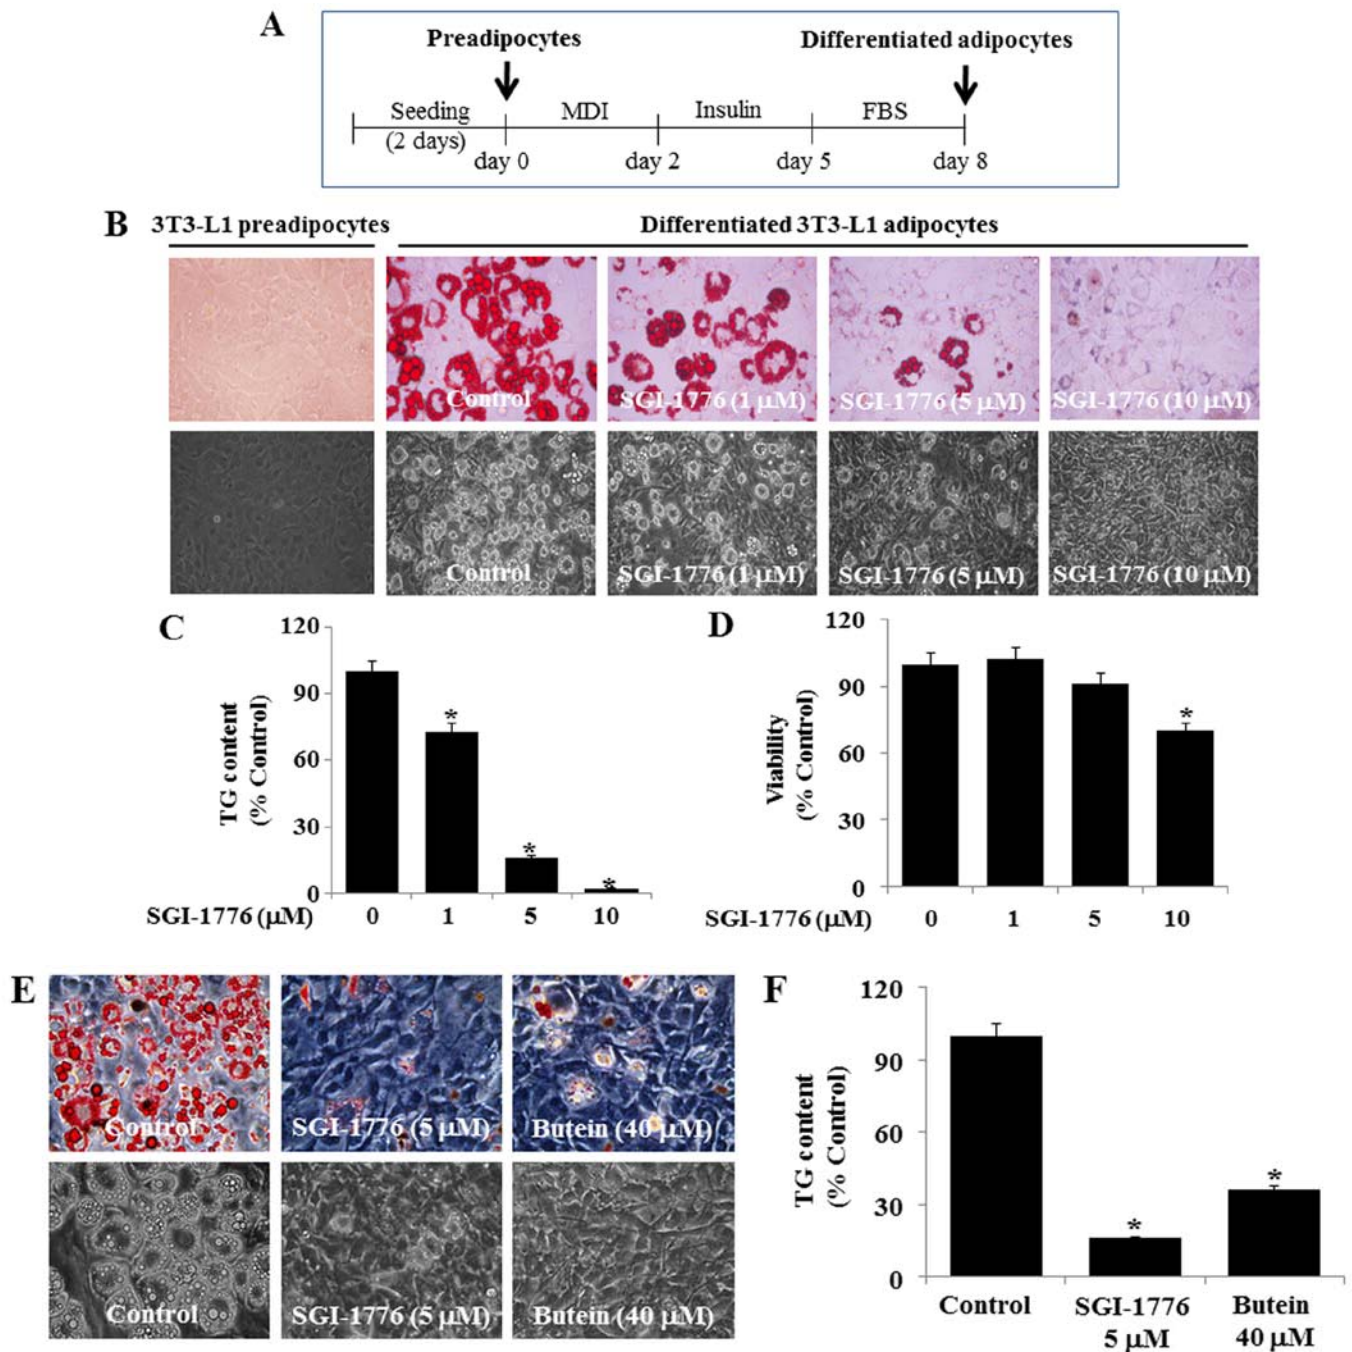 A
Preadipocytes
Differentiated adipocytes
Seeding
(2 days)
MDI
Insulin
FBS
day 0
day 2
day 5
day 8
B
3T3-L1 preadipocytes
Differentiated 3T3-L1 adipocytes
Control
SGI-1776 (1 μM)
SGI-1776 (5 μM)
SGI-1776 (10 μM)
Control
SGI-1776 (1 μM)
SGI-1776 (5 μM)
SGI-1776 (10 μM)
C
TG content
(% Control)
120
90
60
30
0
*
*
*
SGI-1776 (μM)
0
1
5
10
D
Viability
(% Control)
120
90
60
30
0
*
SGI-1776 (μM)
0
1
5
10
E
Control
SGI-1776 (5 μM)
Butein (40 μM)
Control
SGI-1776 (5 μM)
Butein (40 μM)
F
TG content
(% Control)
120
90
60
30
0
*
*
Control
SGI-1776
5 μM
Butein
40 μM